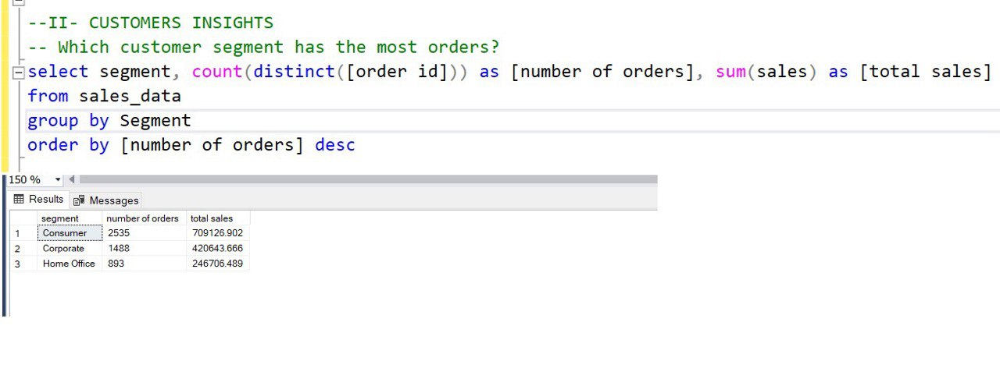 --II- CUSTOMERS INSIGHTS
-- Which customer segment has the most orders?
select segment, count(distinct([order id])) as [number of orders], sum(sales) as [total sales]
from sales_data
group by Segment
order by [number of orders] desc
150 %
Results Messages
segment number of orders total sales
1 Consumer 2535 709126.902
2 Corporate 1488 420643.666
3 Home Office 893 246706.489